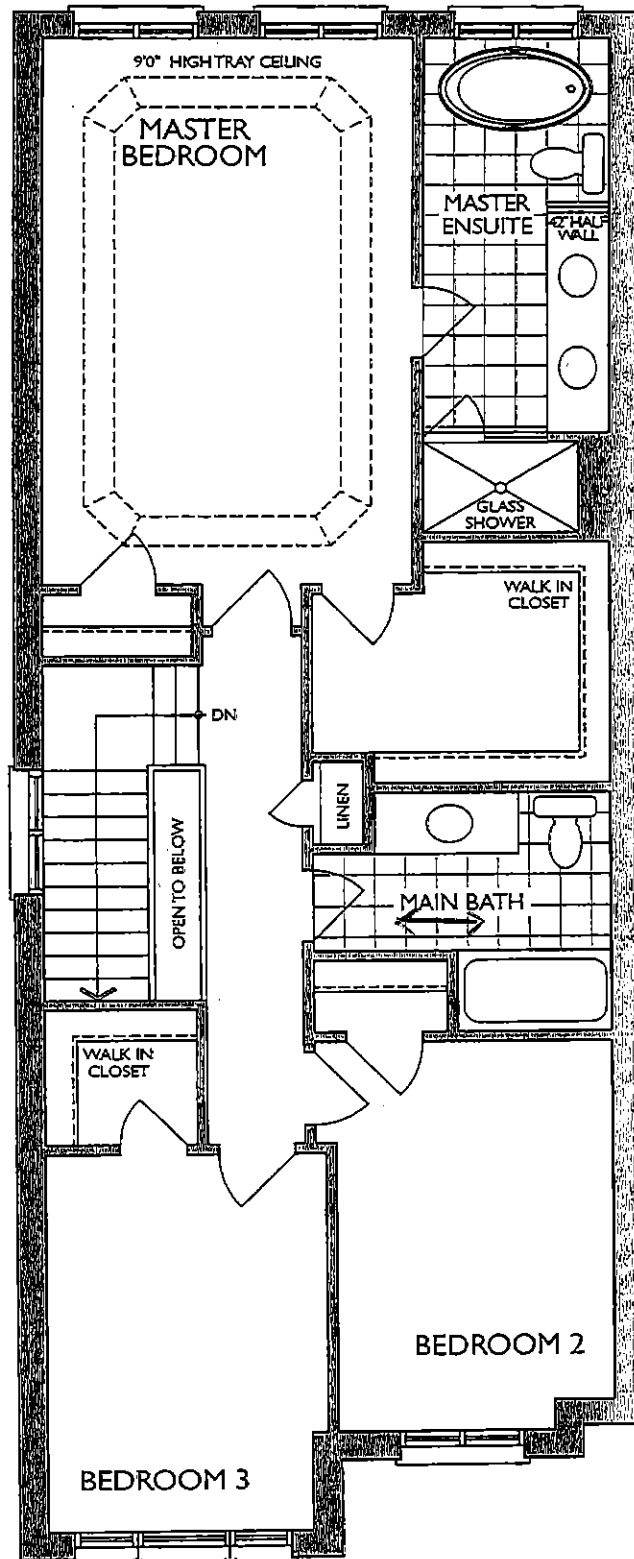 9'0" HIGH TRAY CEILING
MASTER
BEDROOM
MASTER
ENSUITE
42" HALF
WALL
GLASS
SHOWER
WALK IN
CLOSET
DN
LINEN
OPEN TO BELOW
MAIN BATH
WALK IN
CLOSET
BEDROOM 2
BEDROOM 3